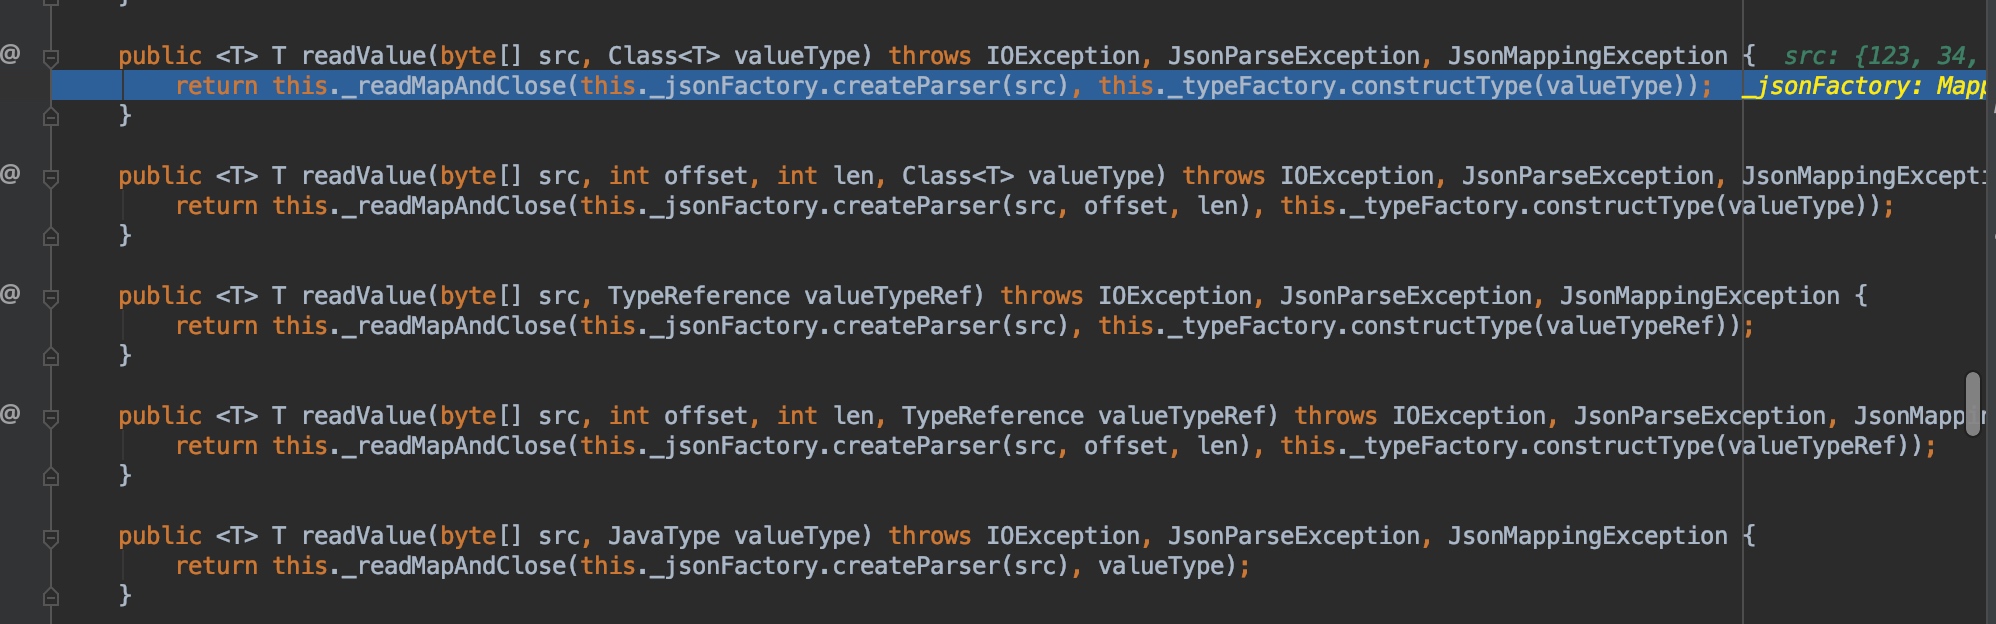 }
@ public <T> T readValue(byte[] src, Class<T> valueType) throws IOException, JsonParseException, JsonMappingException { src: {123, 34,
return this._readMapAndClose(this._jsonFactory.createParser(src), this._typeFactory.constructType(valueType)); _jsonFactory: Mapp
}
@ public <T> T readValue(byte[] src, int offset, int len, Class<T> valueType) throws IOException, JsonParseException, JsonMappingExcepti
return this._readMapAndClose(this._jsonFactory.createParser(src, offset, len), this._typeFactory.constructType(valueType));
}
@ public <T> T readValue(byte[] src, TypeReference valueTypeRef) throws IOException, JsonParseException, JsonMappingException {
return this._readMapAndClose(this._jsonFactory.createParser(src), this._typeFactory.constructType(valueTypeRef));
}
@ public <T> T readValue(byte[] src, int offset, int len, TypeReference valueTypeRef) throws IOException, JsonParseException, JsonMappin
return this._readMapAndClose(this._jsonFactory.createParser(src, offset, len), this._typeFactory.constructType(valueTypeRef));
}
public <T> T readValue(byte[] src, JavaType valueType) throws IOException, JsonParseException, JsonMappingException {
return this._readMapAndClose(this._jsonFactory.createParser(src), valueType);
}